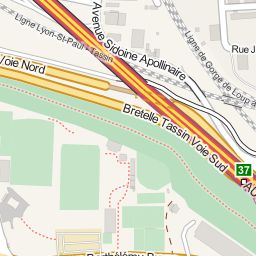 Avenue Sidoine Apollinaire
Ligne Lyon-St-Paul - Tassin
Ligne de Gorge de Loup à
Rue J
Voie Nord
Bretelle Tassin Voie Sud
37